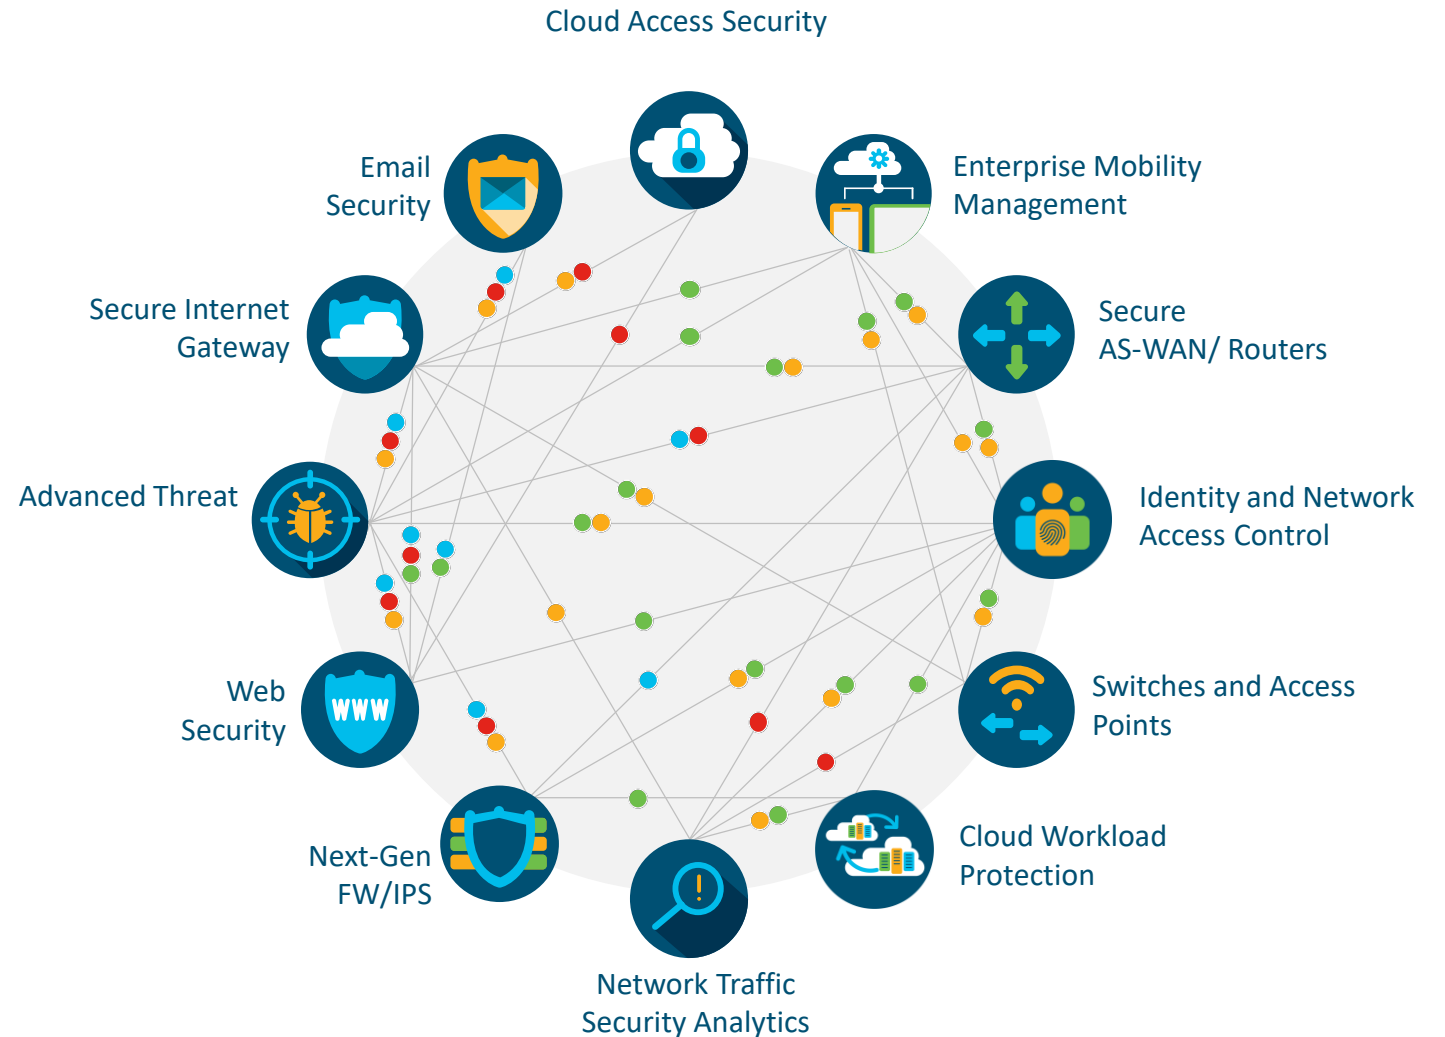 Cloud Access Security
Email
Security
Enterprise Mobility
Management
Secure Internet
Gateway
Secure
AS-WAN/ Routers
Advanced Threat
Identity and Network
Access Control
Web
Security
WWW
Switches and Access
Points
Next-Gen
FW/IPS
Cloud Workload
Protection
Network Traffic
Security Analytics